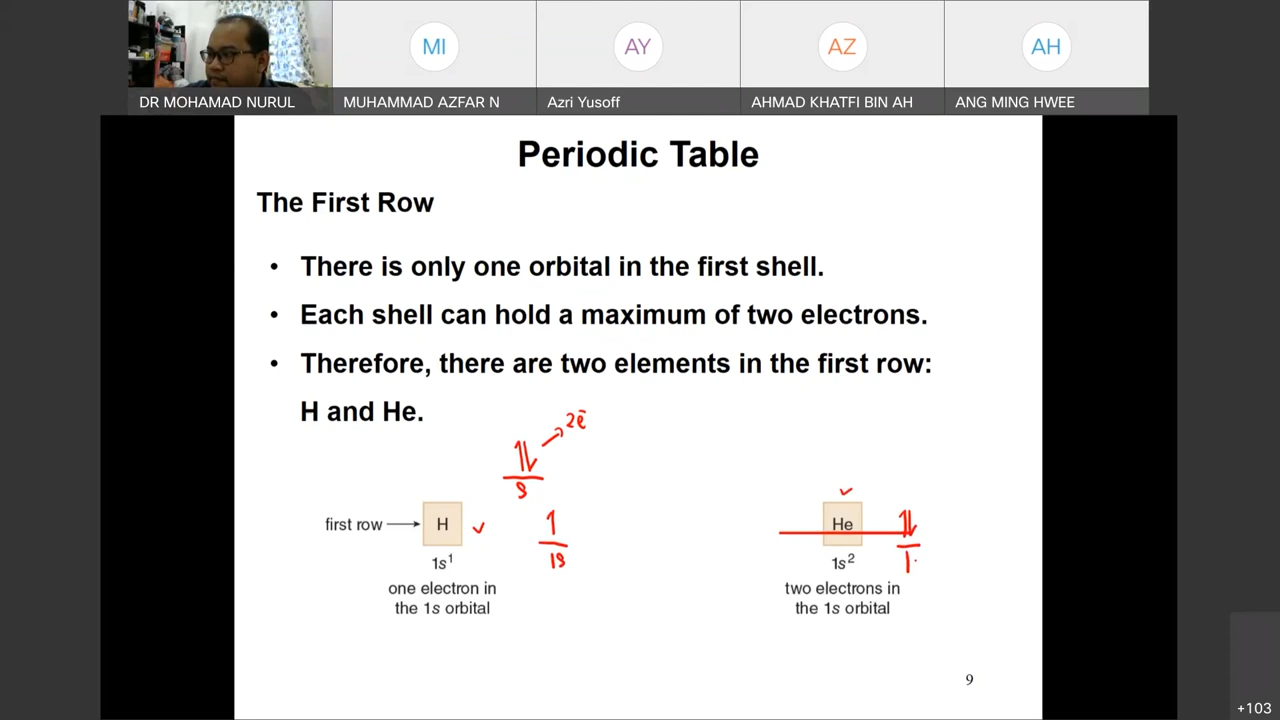 MI
AY
AZ
AH
DR MOHAMAD NURUL
MUHAMMAD AZFAR N
Azri Yusoff
AHMAD KHATFI BIN AH
ANG MING HWEE
Periodic Table
The First Row
• There is only one orbital in the first shell.
• Each shell can hold a maximum of two electrons.
• Therefore, there are two elements in the first row:
H and He.
2e⁻
s
first row
H
1s¹
one electron in
the 1s orbital
1s
He
1s²
two electrons in
the 1s orbital
1
9
+103